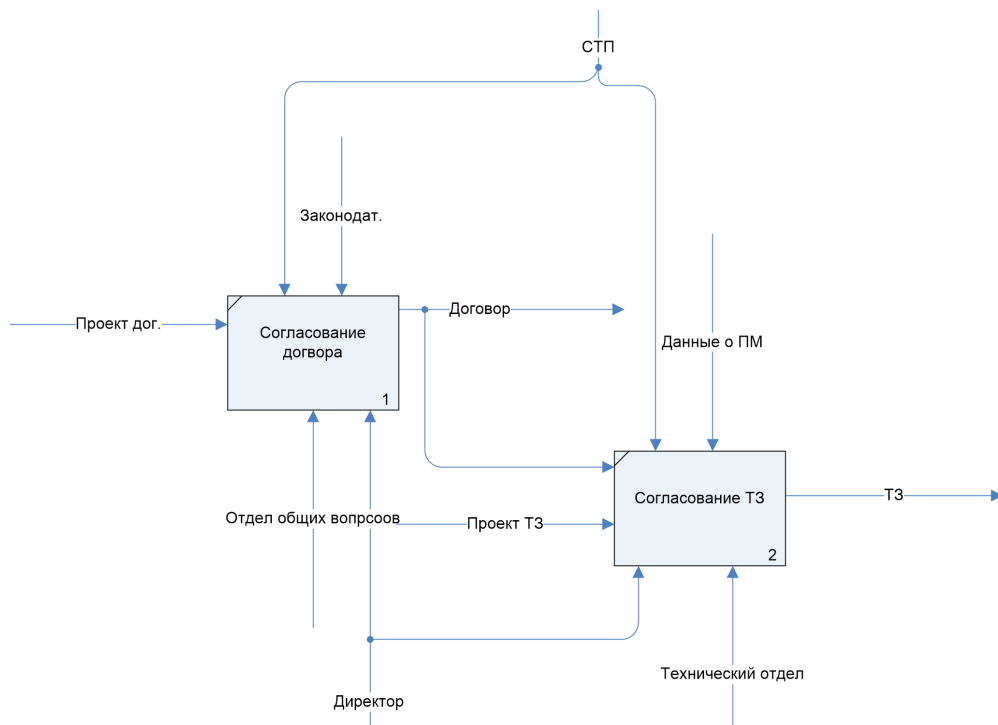 СТП
Законодат.
Проект дог.
Согласование
догвора
1
Договор
Данные о ПМ
Согласование ТЗ
2
ТЗ
Отдел общих вопрсоов
Проект ТЗ
Технический отдел
Директор